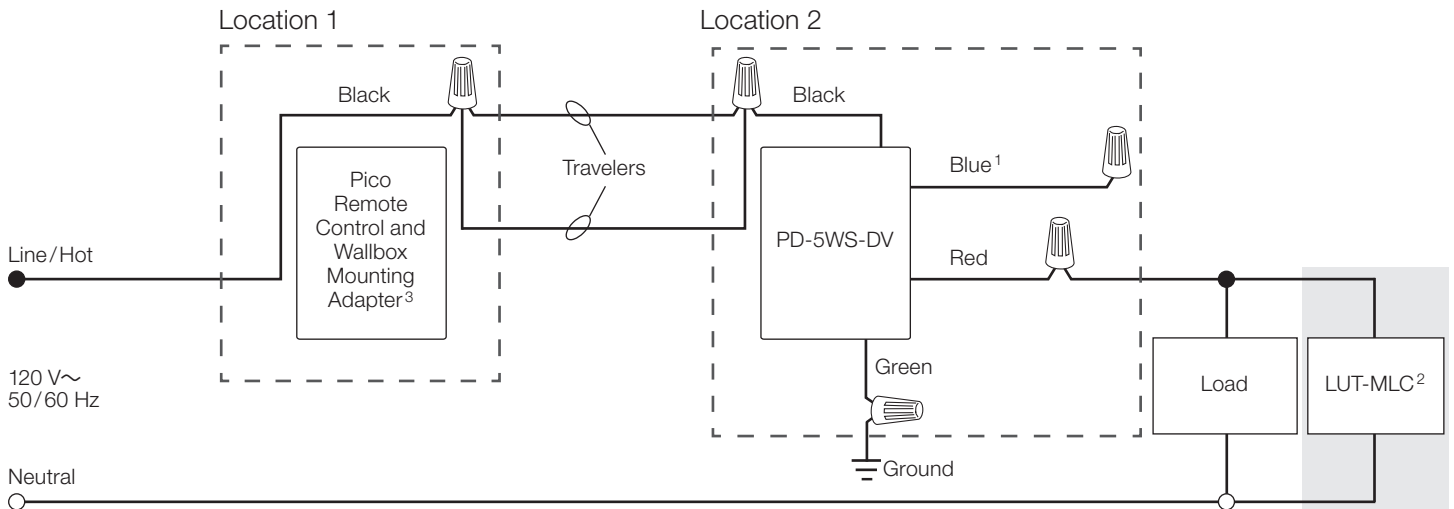 Location 1
Location 2
Black
Black
Travelers
Pico
Remote
Control and
Wallbox
Mounting
Adapter³
Blue¹
PD-5WS-DV
Red
Line/Hot
Green
Load
LUT-MLC²
120 V~
50/60 Hz
Ground
Neutral